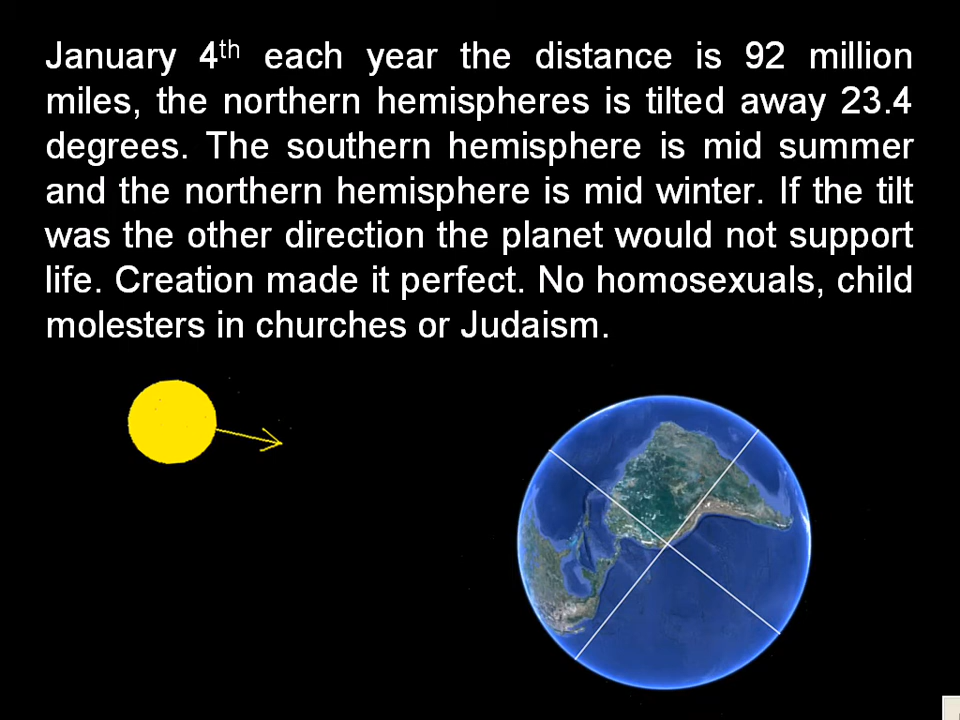 January 4th each year the distance is 92 million
miles, the northern hemispheres is tilted away 23.4
degrees. The southern hemisphere is mid summer
and the northern hemisphere is mid winter. If the tilt
was the other direction the planet would not support
life. Creation made it perfect. No homosexuals, child
molesters in churches or Judaism.